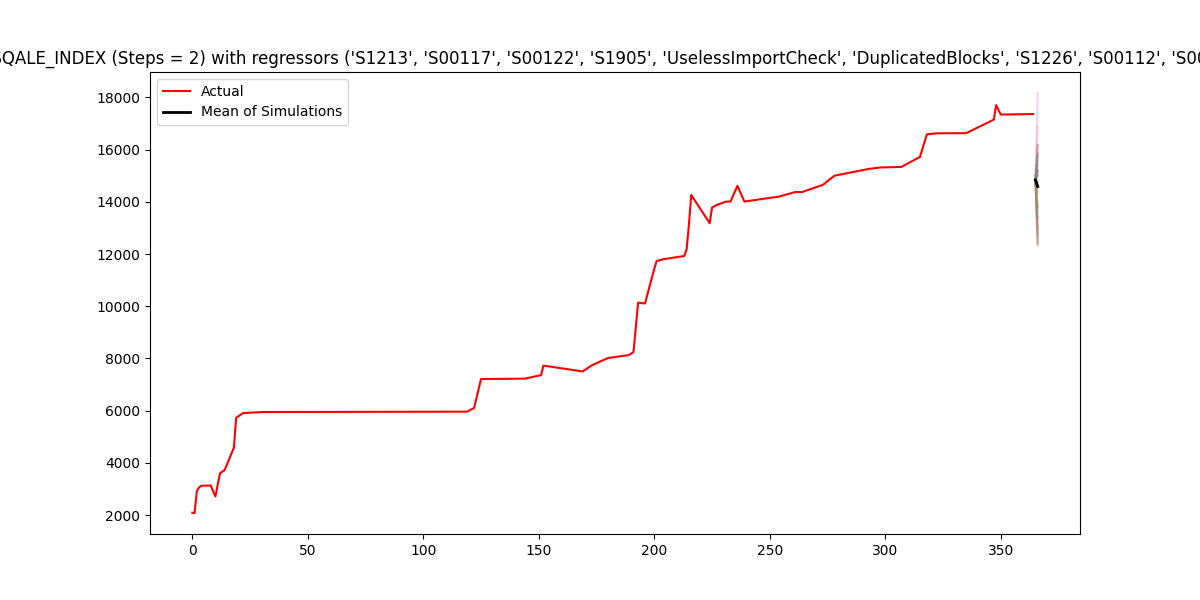 SQALE_INDEX (Steps = 2) with regressors ('S1213', 'S00117', 'S00122', 'S1905', 'UselessImportCheck', 'DuplicatedBlocks', 'S1226', 'S00112', 'S00
Actual
Mean of Simulations
18000
16000
14000
12000
10000
8000
6000
4000
2000
0 50 100 150 200 250 300 350